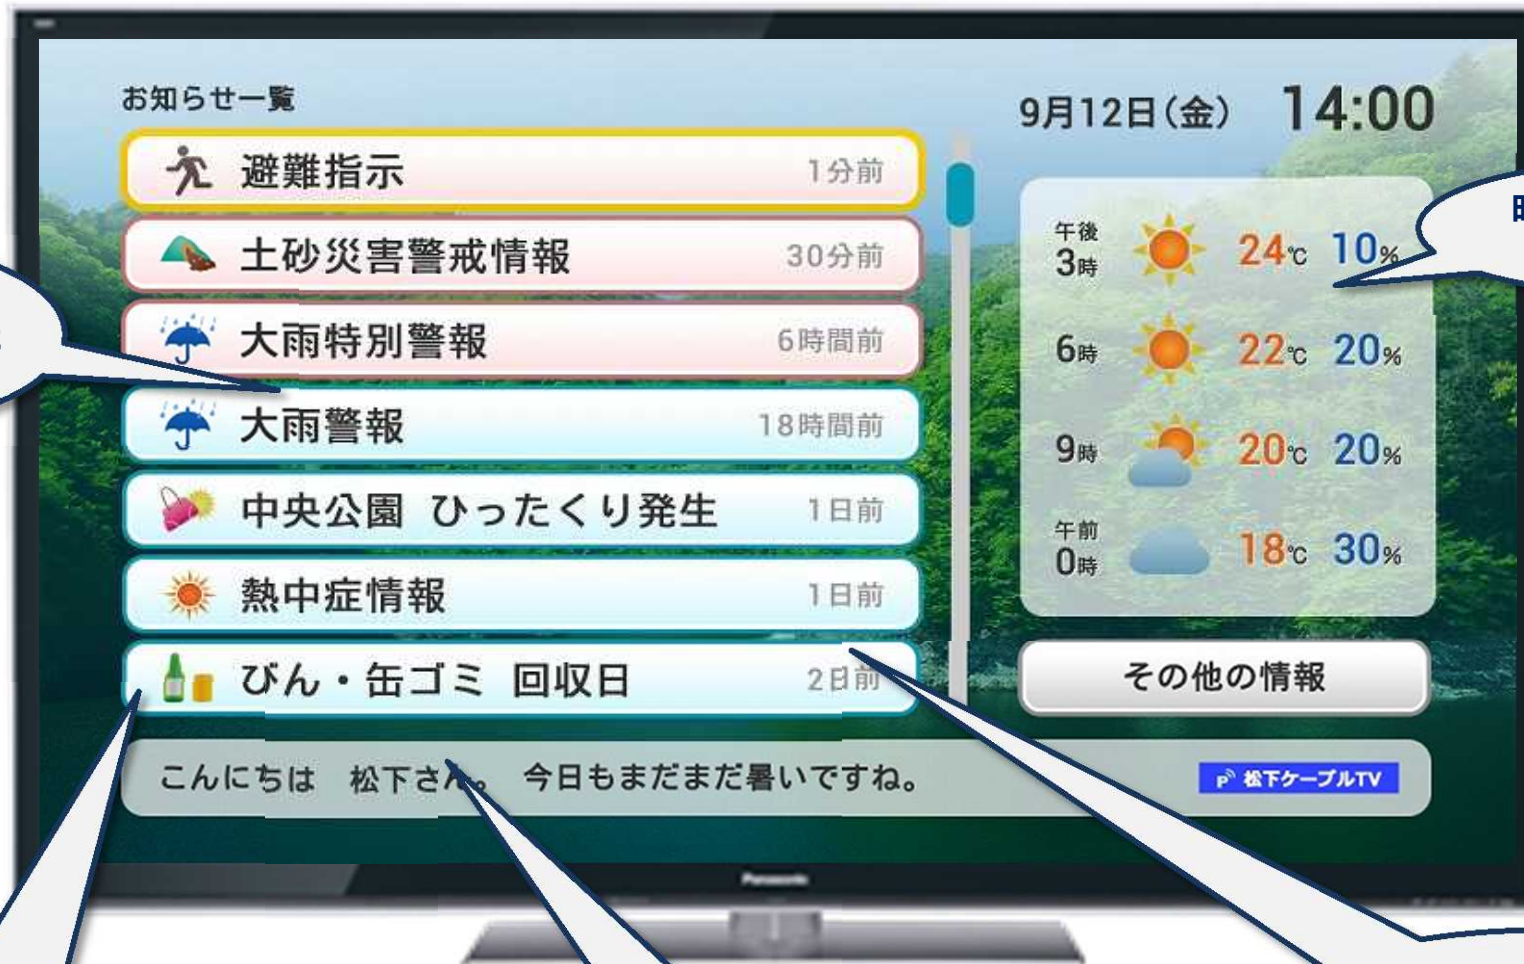 お知らせ一覧
9月12日(金) 14:00
避難指示 1分前
土砂災害警戒情報 30分前
大雨特別警報 6時間前
大雨警報 18時間前
中央公園 ひったくり発生 1日前
熱中症情報 1日前
びん・缶ゴミ 回収日 2日前
午後
3時 24℃ 10%
6時 22℃ 20%
9時 20℃ 20%
午前
0時 18℃ 30%
その他の情報
こんにちは 松下さん。 今日もまだまだ暑いですね。
P 松下ケーブルTV
Panasonic